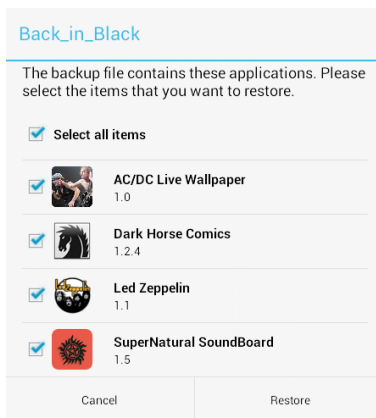 Back_in_Black
The backup file contains these applications. Please
select the items that you want to restore.
Select all items
AC/DC Live Wallpaper
1.0
Dark Horse Comics
1.2.4
Led Zeppelin
1.1
SuperNatural SoundBoard
1.5
Cancel
Restore